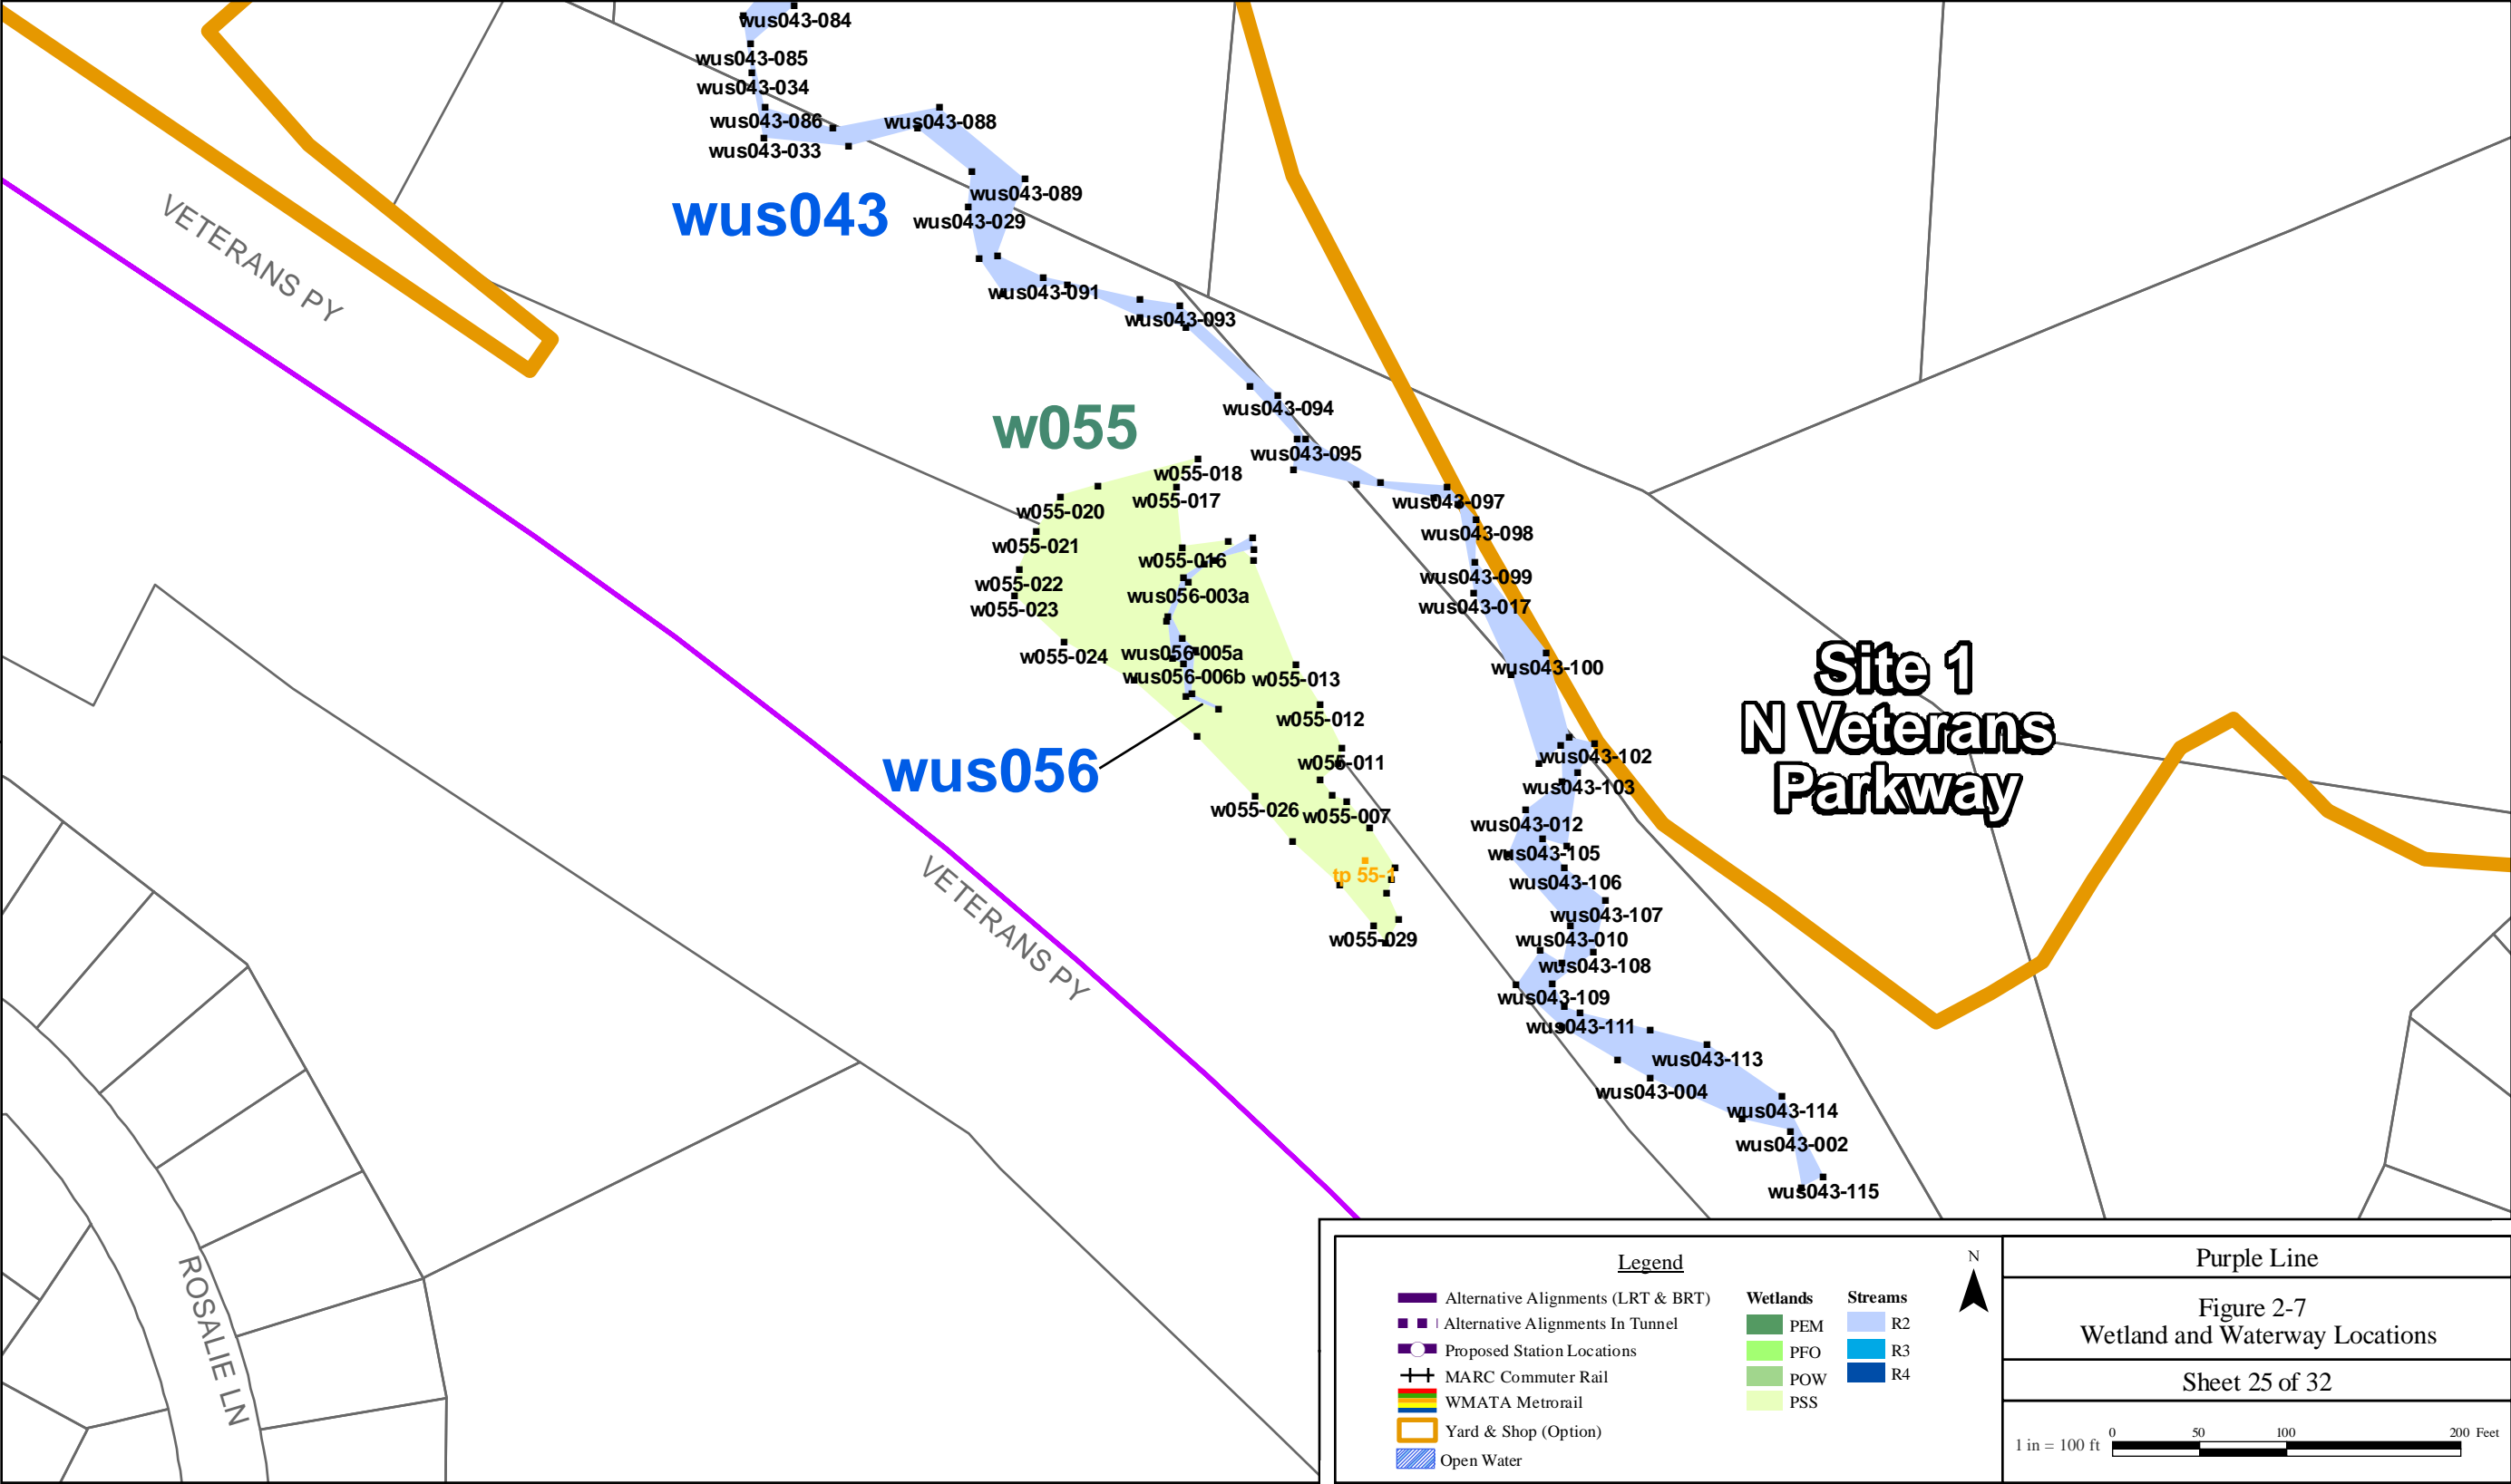 wus043-084
wus043-085
wus043-034
wus043-086
wus043-088
wus043-033
wus043-089
wus043
wus043-029
VETERANS PY
wus043-091
wus043-093
wus043-094
w055
wus043-095
w055-018
w055-017
wus043-097
w055-020
wus043-098
w055-021
w055-016
wus043-099
w055-022
wus056-003a
wus043-017
w055-023
w055-024
wus056-005a
wus043-100
wus056-006b
w055-013
Site 1
N Veterans
Parkway
w055-012
wus056
w055-011
wus043-102
wus043-103
w055-026
w055-007
wus043-012
wus043-105
tp 55-1
wus043-106
VETERANS PY
wus043-107
w055-029
wus043-010
wus043-108
wus043-109
wus043-111
wus043-113
wus043-004
wus043-114
wus043-002
wus043-115
ROSALIE LN
Legend
N
Alternative Alignments (LRT & BRT)
Alternative Alignments In Tunnel
Proposed Station Locations
MARC Commuter Rail
WMATA Metrorail
Yard & Shop (Option)
Open Water
Wetlands
PEM
PFO
POW
PSS
Streams
R2
R3
R4
Purple Line
Figure 2-7
Wetland and Waterway Locations
Sheet 25 of 32
1 in = 100 ft
0 50 100 200 Feet